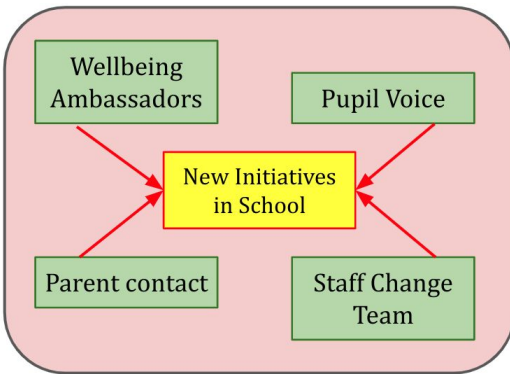 Wellbeing
Ambassadors
Pupil Voice
New Initiatives
in School
Parent contact
Staff Change
Team